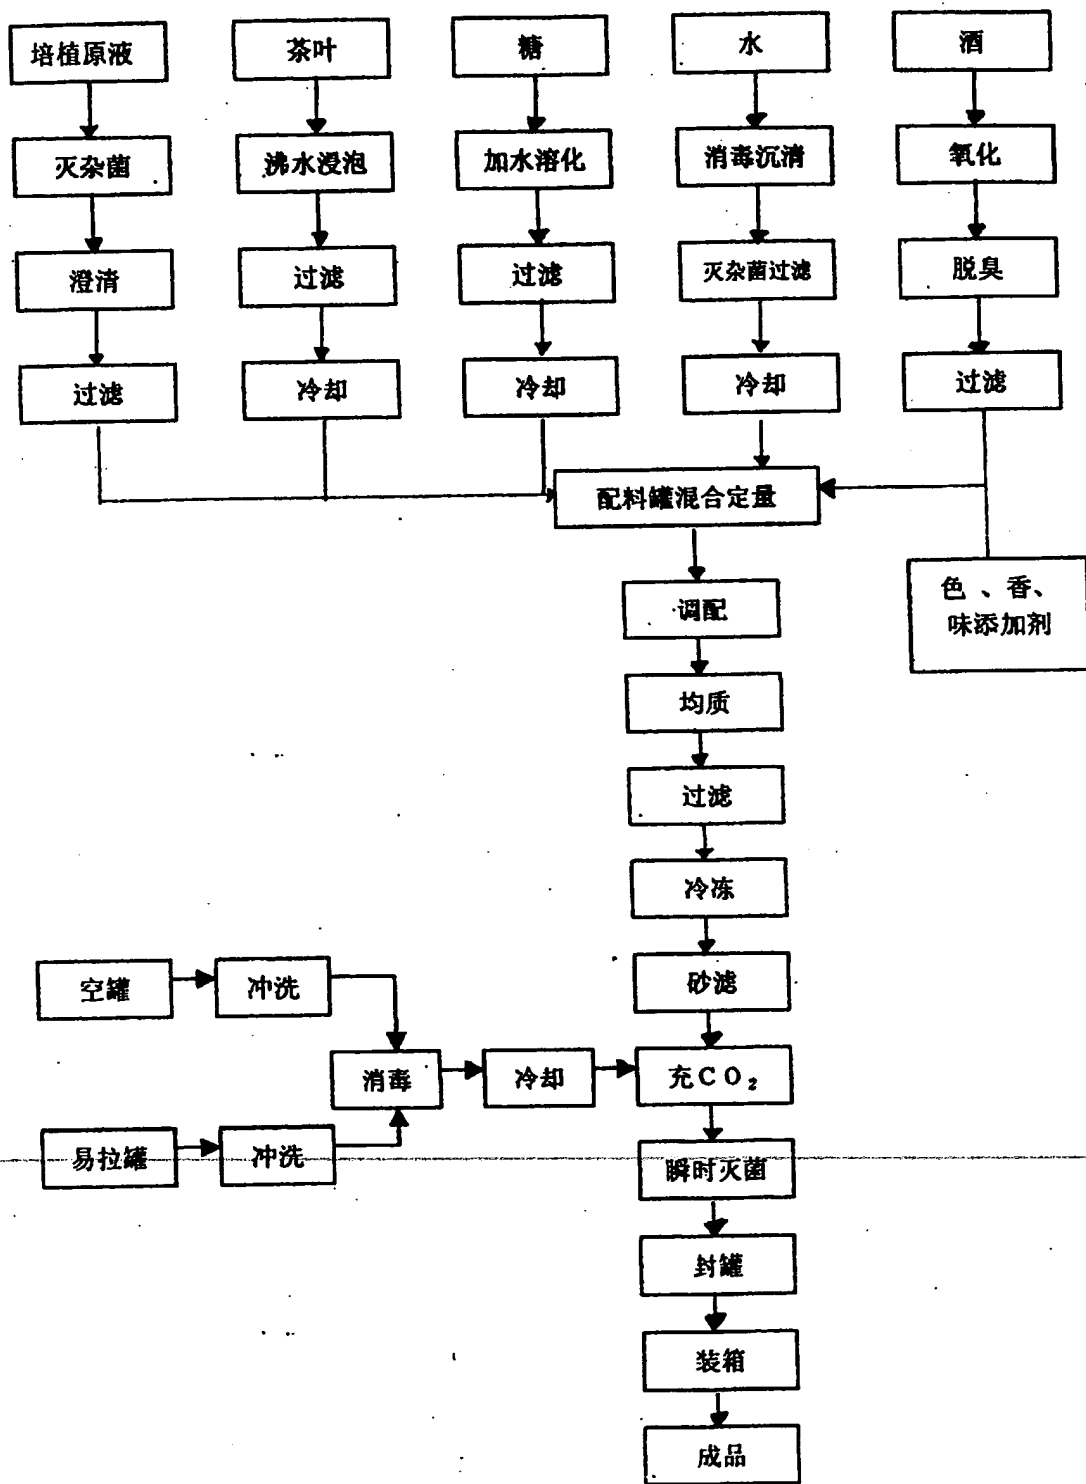 培植原液
茶叶
糖
水
酒
灭杂菌
沸水浸泡
加水溶化
消毒沉清
氧化
澄清
过滤
过滤
灭杂菌过滤
脱臭
过滤
冷却
冷却
冷却
过滤
配料罐混合定量
色、香、
味添加剂
调配
均质
过滤
冷冻
砂滤
空罐
冲洗
消毒
冷却
充CO₂
易拉罐
冲洗
瞬时灭菌
封罐
装箱
成品